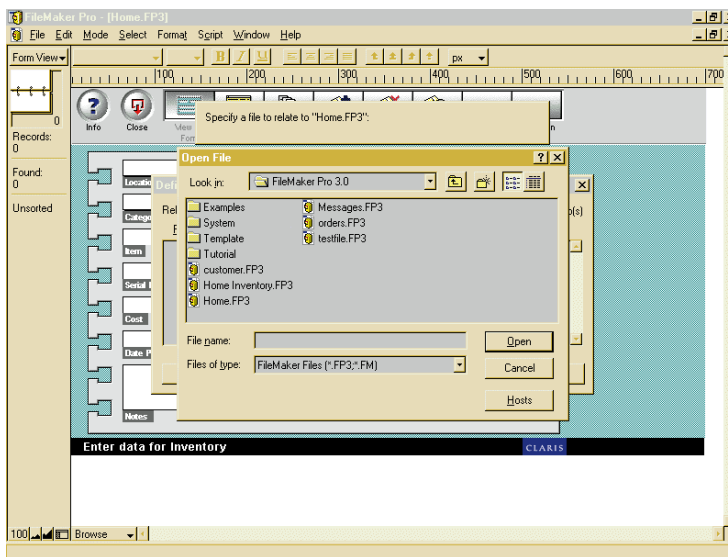 FileMaker Pro - [Home.FP3]
File Edit Mode Select Format Script Window Help
Form View
B I U px
100 200 300 400 500 600 700
0
Records:
0
Found:
0
Unsorted
Info Close View
Form
Specify a file to relate to "Home.FP3":
Open File
Look in: FileMaker Pro 3.0
Examples
System
Template
Tutorial
customer.FP3
Home Inventory.FP3
Home.FP3
Messages.FP3
orders.FP3
testfile.FP3
File name: Open
Files of type: FileMaker Files (*.FP3;*.FM) Cancel
Hosts
Item
Cost
Notes
Enter data for Inventory CLARIS
100 Browse